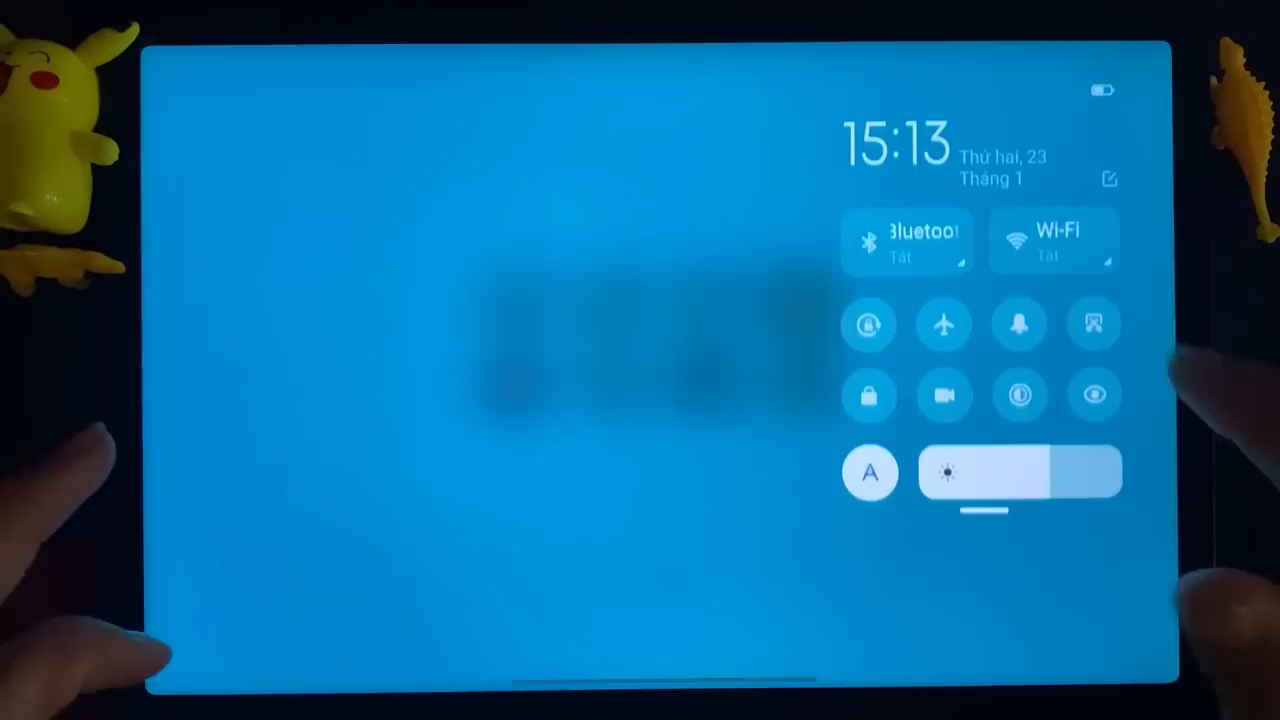 15:13
Thứ hai, 23
Tháng 1
Bluetoot
Tắt
Wi-Fi
Tắt
A